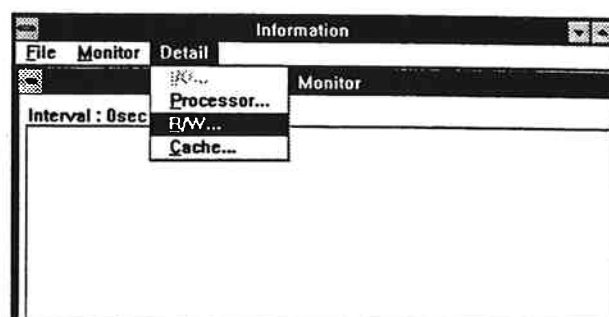 Information
File Monitor Detail
I/O...
Monitor
Processor...
Interval : 0sec
R/W...
Cache...